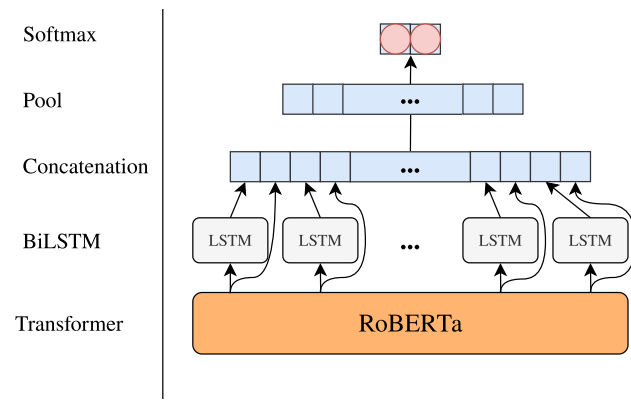 Softmax
Pool
...
Concatenation
...
BiLSTM
LSTM LSTM ... LSTM LSTM
Transformer
RoBERTa